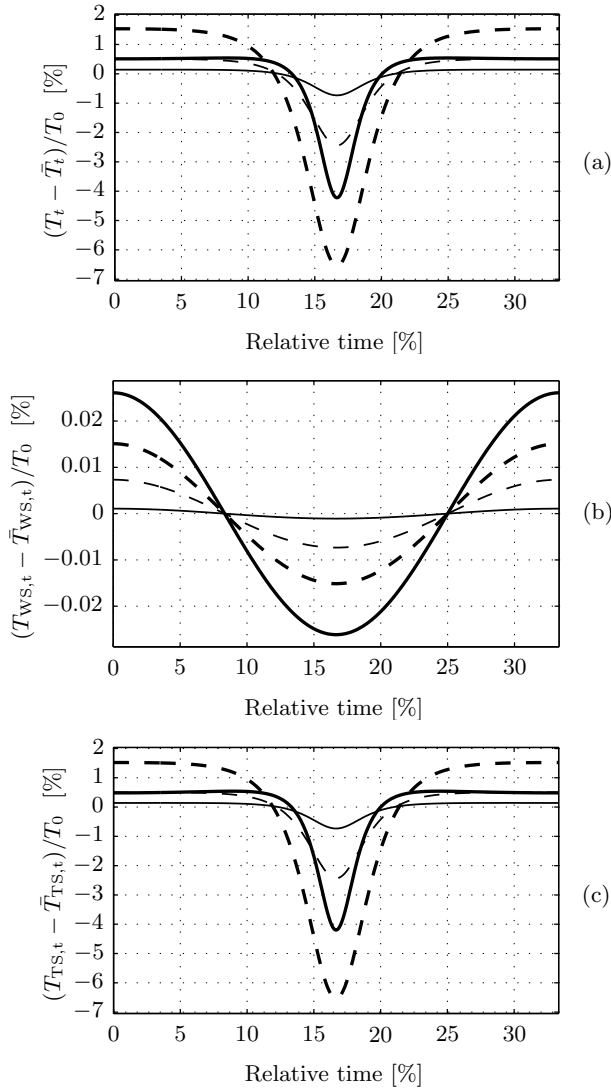 2
1
0
−1
−2
−3
−4
−5
−6
−7
(T_t − T̄_t)/T_0 [%]
0 5 10 15 20 25 30
Relative time [%]
(a)
0.02
0.01
0
−0.01
−0.02
(T_WS,t − T̄_WS,t)/T_0 [%]
0 5 10 15 20 25 30
Relative time [%]
(b)
2
1
0
−1
−2
−3
−4
−5
−6
−7
(T_TS,t − T̄_TS,t)/T_0 [%]
0 5 10 15 20 25 30
Relative time [%]
(c)